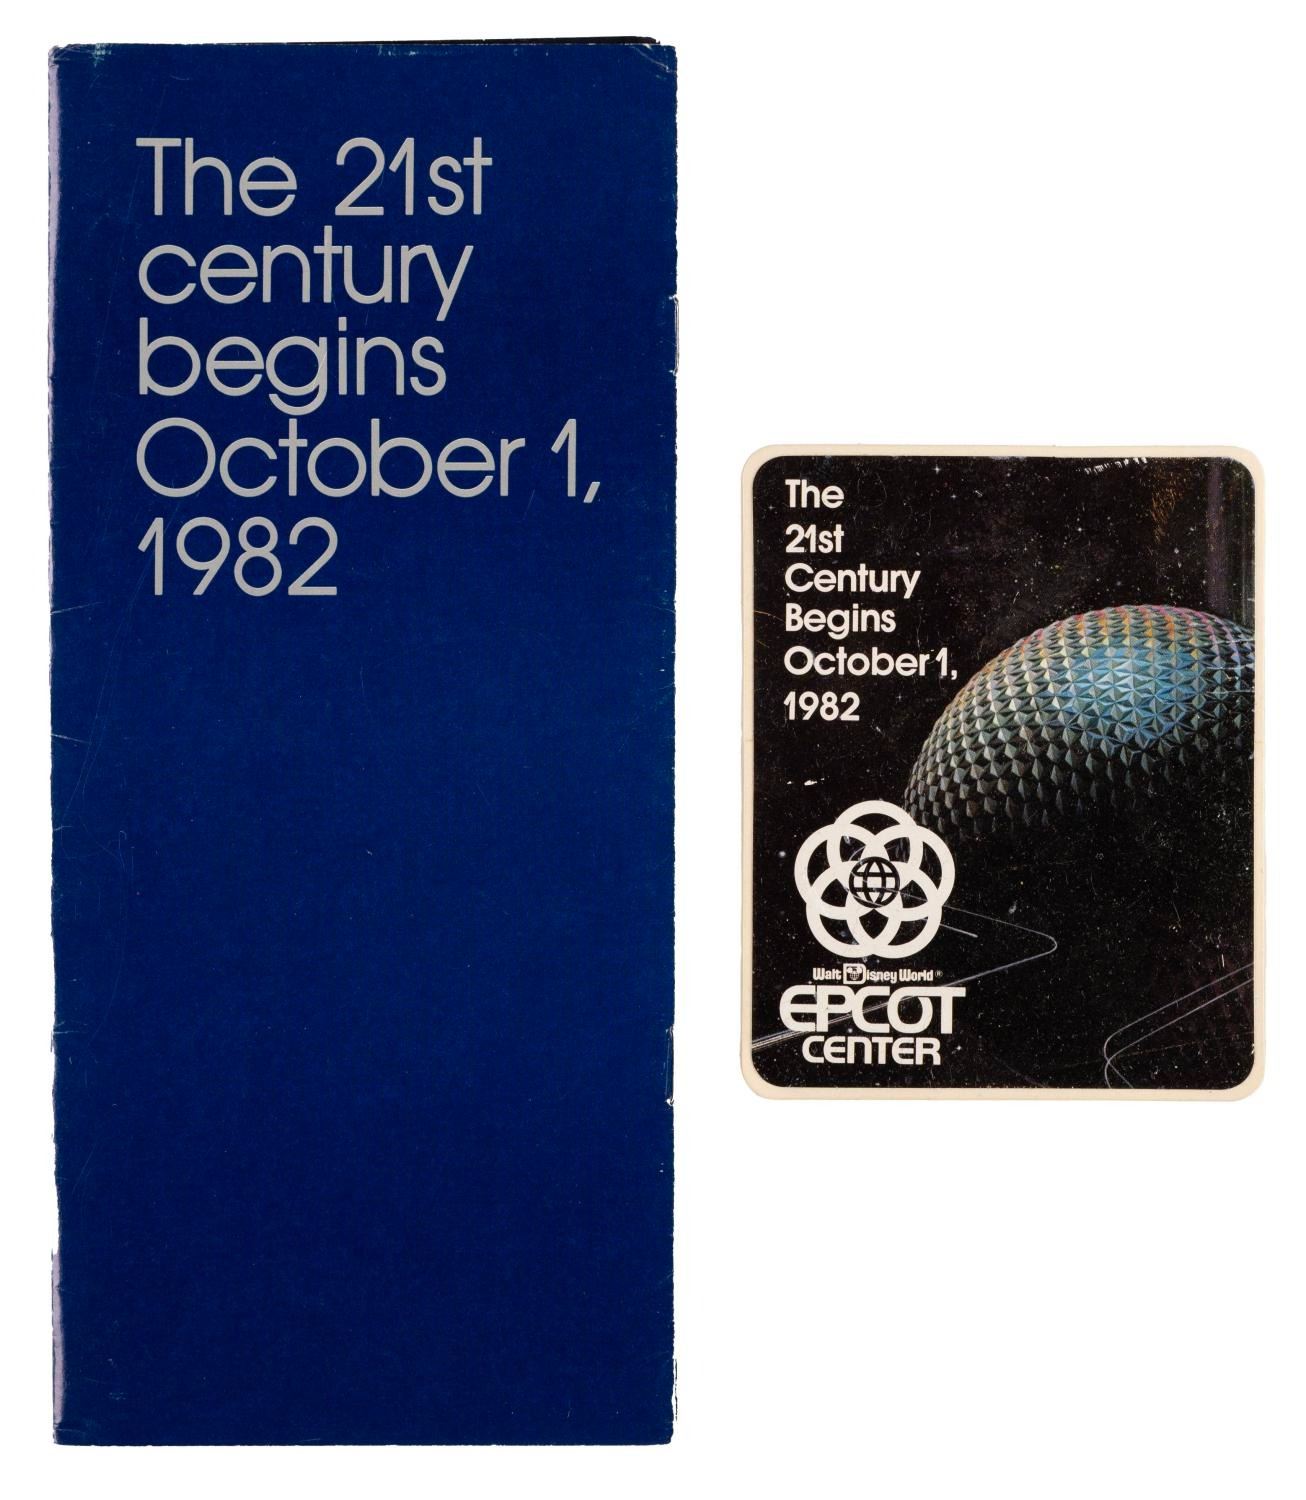 The 21st
century
begins
October 1,
1982
The
21st
Century
Begins
October 1,
1982
Walt Disney World®
EPCOT
CENTER